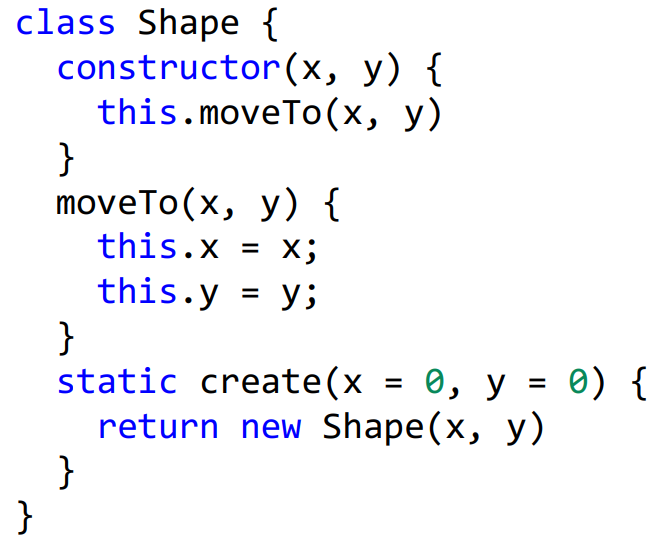 class Shape {
  constructor(x, y) {
    this.moveTo(x, y)
  }
  moveTo(x, y) {
    this.x = x;
    this.y = y;
  }
  static create(x = 0, y = 0) {
    return new Shape(x, y)
  }
}